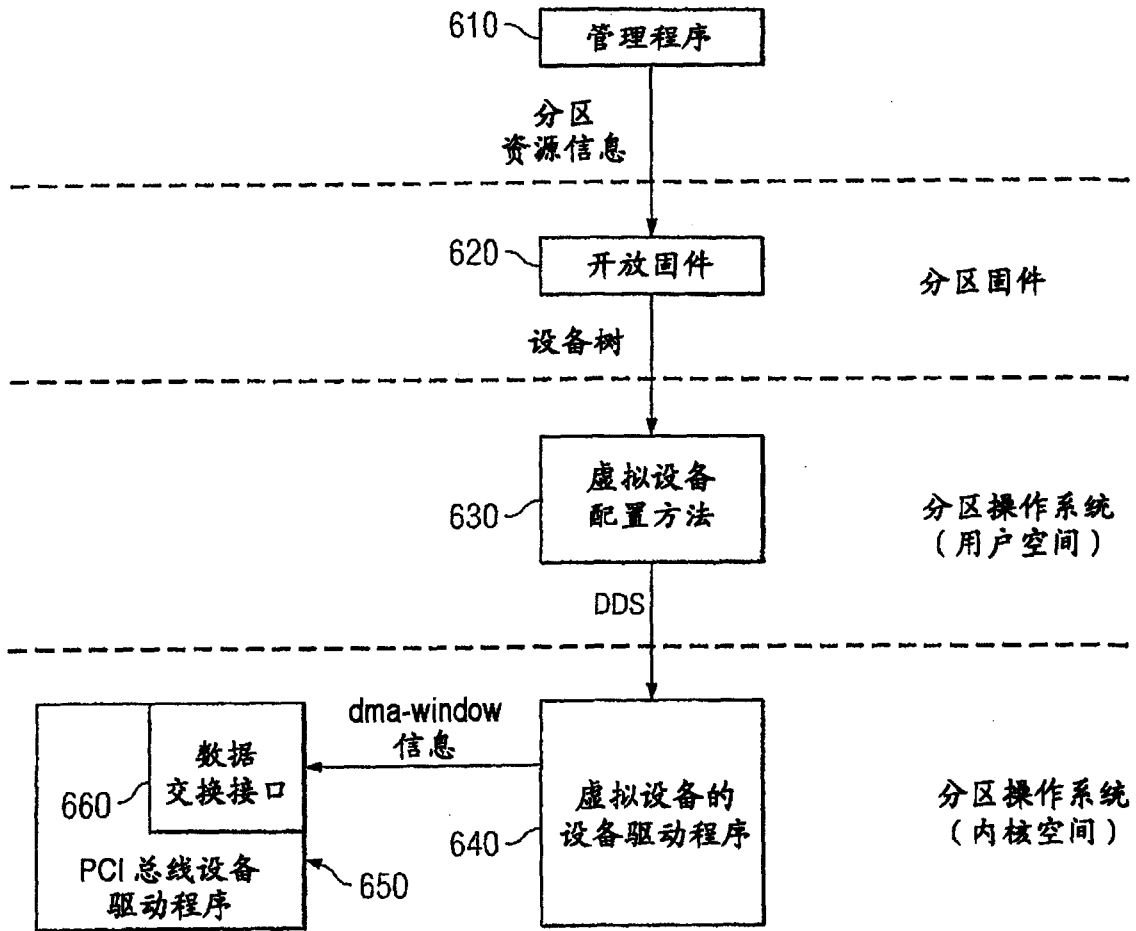 610
管理程序
分区
资源信息
620
开放固件
分区固件
设备树
630
虚拟设备
配置方法
分区操作系统
(用户空间)
DDS
dma-window
信息
数据
交换接口
660
PCI 总线设备
驱动程序
650
640
虚拟设备的
设备驱动程序
分区操作系统
(内核空间)